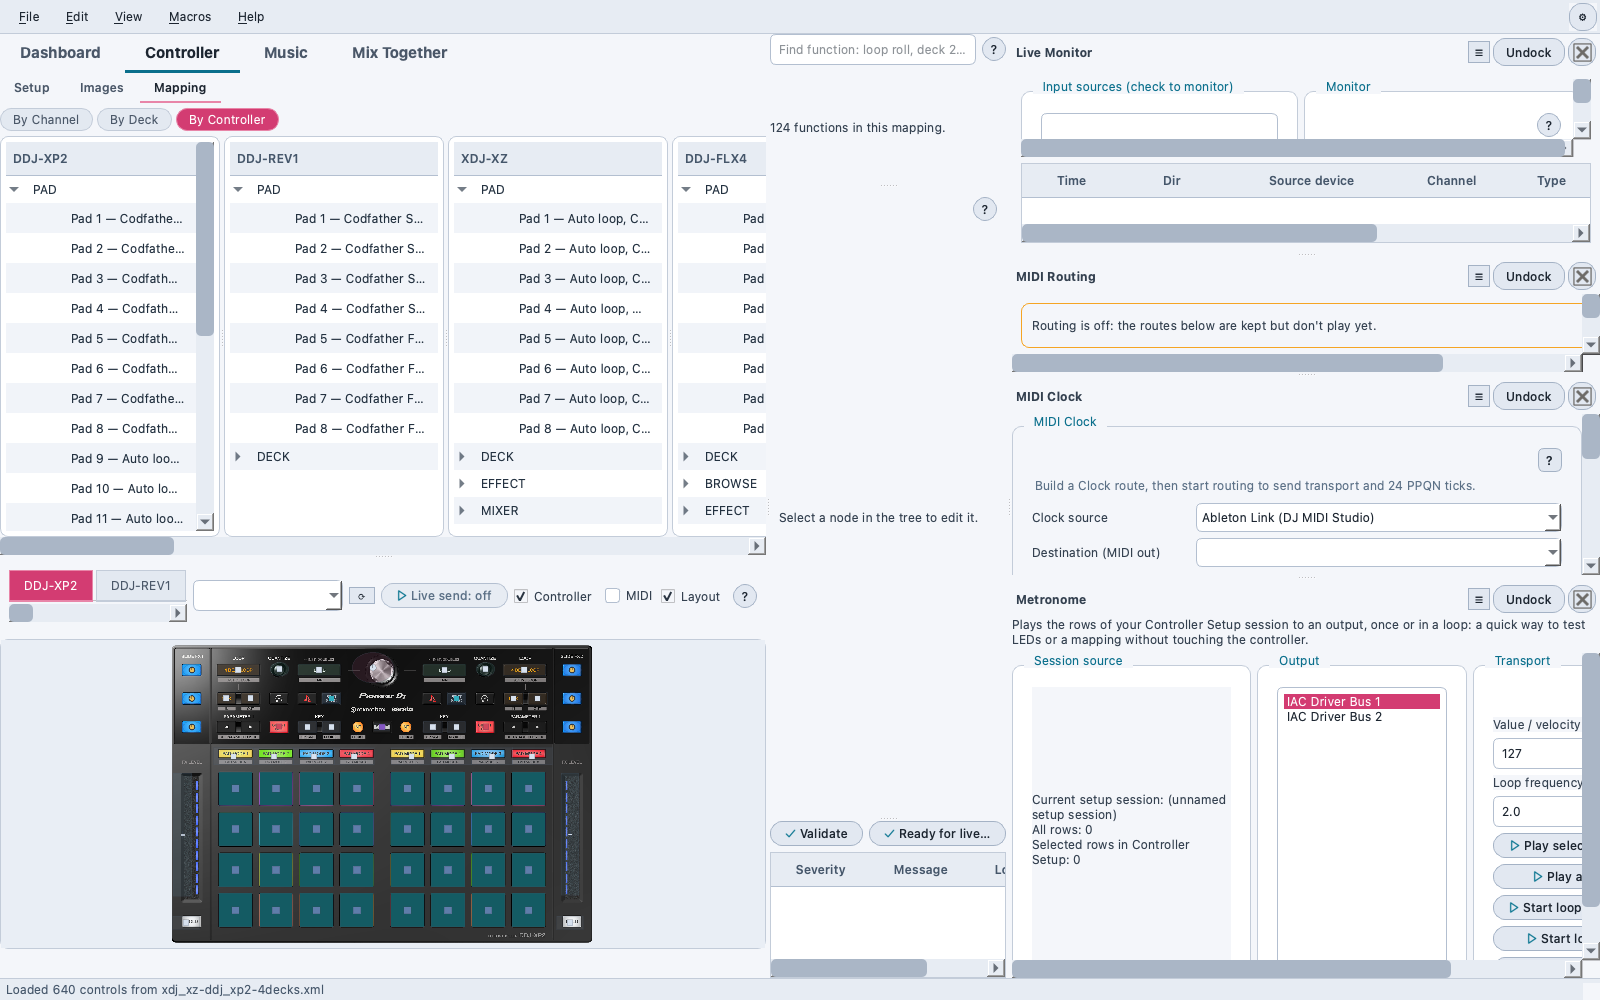 File Edit View Macros Help
Dashboard Controller Music Mix Together
Setup Images Mapping
By Channel By Deck By Controller
DDJ-XP2 DDJ-REV1 XDJ-XZ DDJ-FLX4
PAD PAD PAD PAD
Pad 1 — Codfathe... Pad 1 — Codfather S... Pad 1 — Auto loop, C... Pad
Pad 2 — Codfathe... Pad 2 — Codfather S... Pad 2 — Auto loop, C... Pad
Pad 3 — Codfath... Pad 3 — Codfather S... Pad 3 — Auto loop, C... Pad
Pad 4 — Codfath... Pad 4 — Codfather S... Pad 4 — Auto loop, ... Pad
Pad 5 — Codfath... Pad 5 — Codfather F... Pad 5 — Auto loop, C... Pad
Pad 6 — Codfath... Pad 6 — Codfather F... Pad 6 — Auto loop, C... Pad
Pad 7 — Codfathe... Pad 7 — Codfather F... Pad 7 — Auto loop, C... Pad
Pad 8 — Codfath... Pad 8 — Codfather F... Pad 8 — Auto loop, C... Pad
Pad 9 — Auto loo... DECK DECK DECK
Pad 10 — Auto lo... EFFECT BROWSE
Pad 11 — Auto loo... MIXER EFFECT
DDJ-XP2 DDJ-REV1 Live send: off Controller MIDI Layout ?
Pioneer Dj
DDJ-XP2
Find function: loop roll, deck 2... ?
124 functions in this mapping.
?
Select a node in the tree to edit it.
Validate Ready for live...
Severity Message Lo
Live Monitor Undock
Input sources (check to monitor) Monitor
?
Time Dir Source device Channel Type
MIDI Routing Undock
Routing is off: the routes below are kept but don't play yet.
MIDI Clock Undock
MIDI Clock
?
Build a Clock route, then start routing to send transport and 24 PPQN ticks.
Clock source Ableton Link (DJ MIDI Studio)
Destination (MIDI out)
Metronome Undock
Plays the rows of your Controller Setup session to an output, once or in a loop: a quick way to test
LEDs or a mapping without touching the controller.
Session source Output Transport
IAC Driver Bus 1
IAC Driver Bus 2
Current setup session: (unnamed
setup session)
All rows: 0
Selected rows in Controller
Setup: 0
Value / velocity
127
Loop frequency
2.0
Play selec
Play a
Start loop
Start lo
Loaded 640 controls from xdj_xz-ddj_xp2-4decks.xml